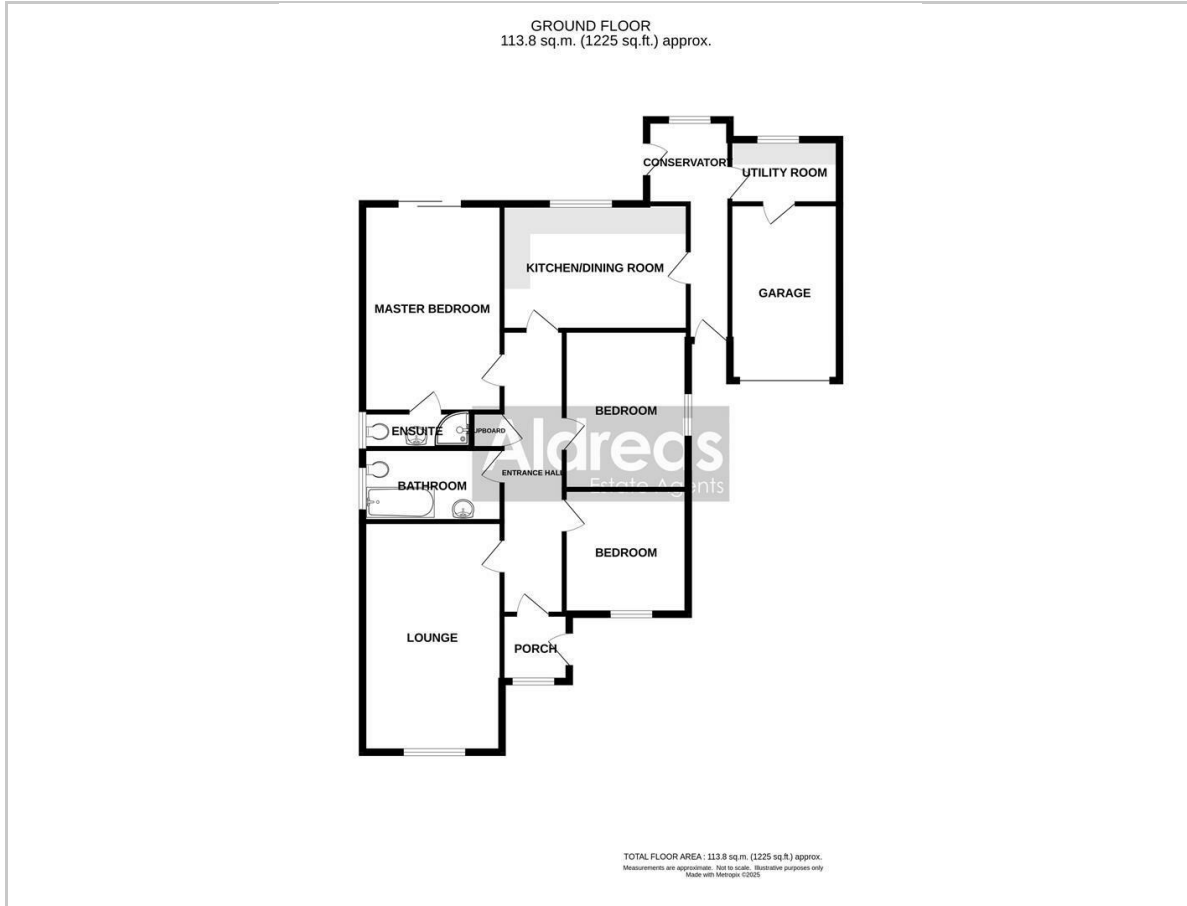 GROUND FLOOR
113.8 sq.m. (1225 sq.ft.) approx.
CONSERVATORY
UTILITY ROOM
KITCHEN/DINING ROOM
GARAGE
MASTER BEDROOM
BEDROOM
ENSUITE
UPBOARD
Aldreds
Estate Agents
ENTRANCE HALL
BATHROOM
BEDROOM
LOUNGE
PORCH
TOTAL FLOOR AREA : 113.8 sq.m. (1225 sq.ft.) approx.
Measurements are approximate. Not to scale. Illustrative purposes only
Made with Metropix ©2025